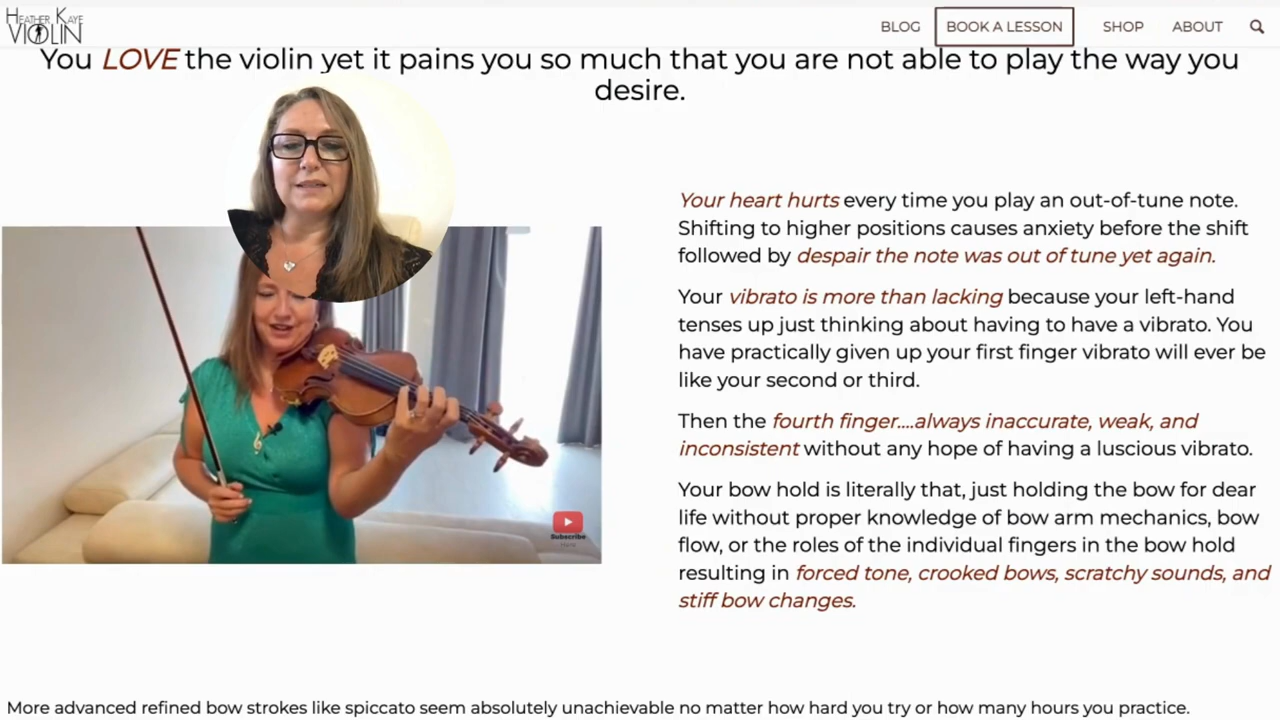 HEATHER KAYE
VIOLIN
BLOG
BOOK A LESSON
SHOP
ABOUT
You LOVE the violin yet it pains you so much that you are not able to play the way you
desire.
Your heart hurts every time you play an out-of-tune note.
Shifting to higher positions causes anxiety before the shift
followed by despair the note was out of tune yet again.
Your vibrato is more than lacking because your left-hand
tenses up just thinking about having to have a vibrato. You
have practically given up your first finger vibrato will ever be
like your second or third.
Then the fourth finger....always inaccurate, weak, and
inconsistent without any hope of having a luscious vibrato.
Your bow hold is literally that, just holding the bow for dear
life without proper knowledge of bow arm mechanics, bow
flow, or the roles of the individual fingers in the bow hold
resulting in forced tone, crooked bows, scratchy sounds, and
stiff bow changes.
Subscribe
More advanced refined bow strokes like spiccato seem absolutely unachievable no matter how hard you try or how many hours you practice.